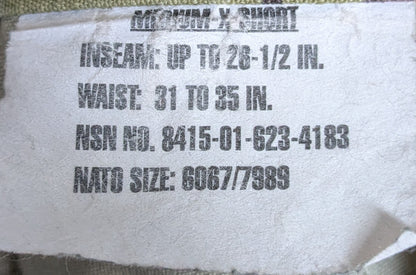 MEDIUM-X-SHORT
INSEAM: UP TO 26-1/2 IN.
WAIST: 31 TO 35 IN.
NSN NO. 8415-01-623-4183
NATO SIZE: 6067/7989